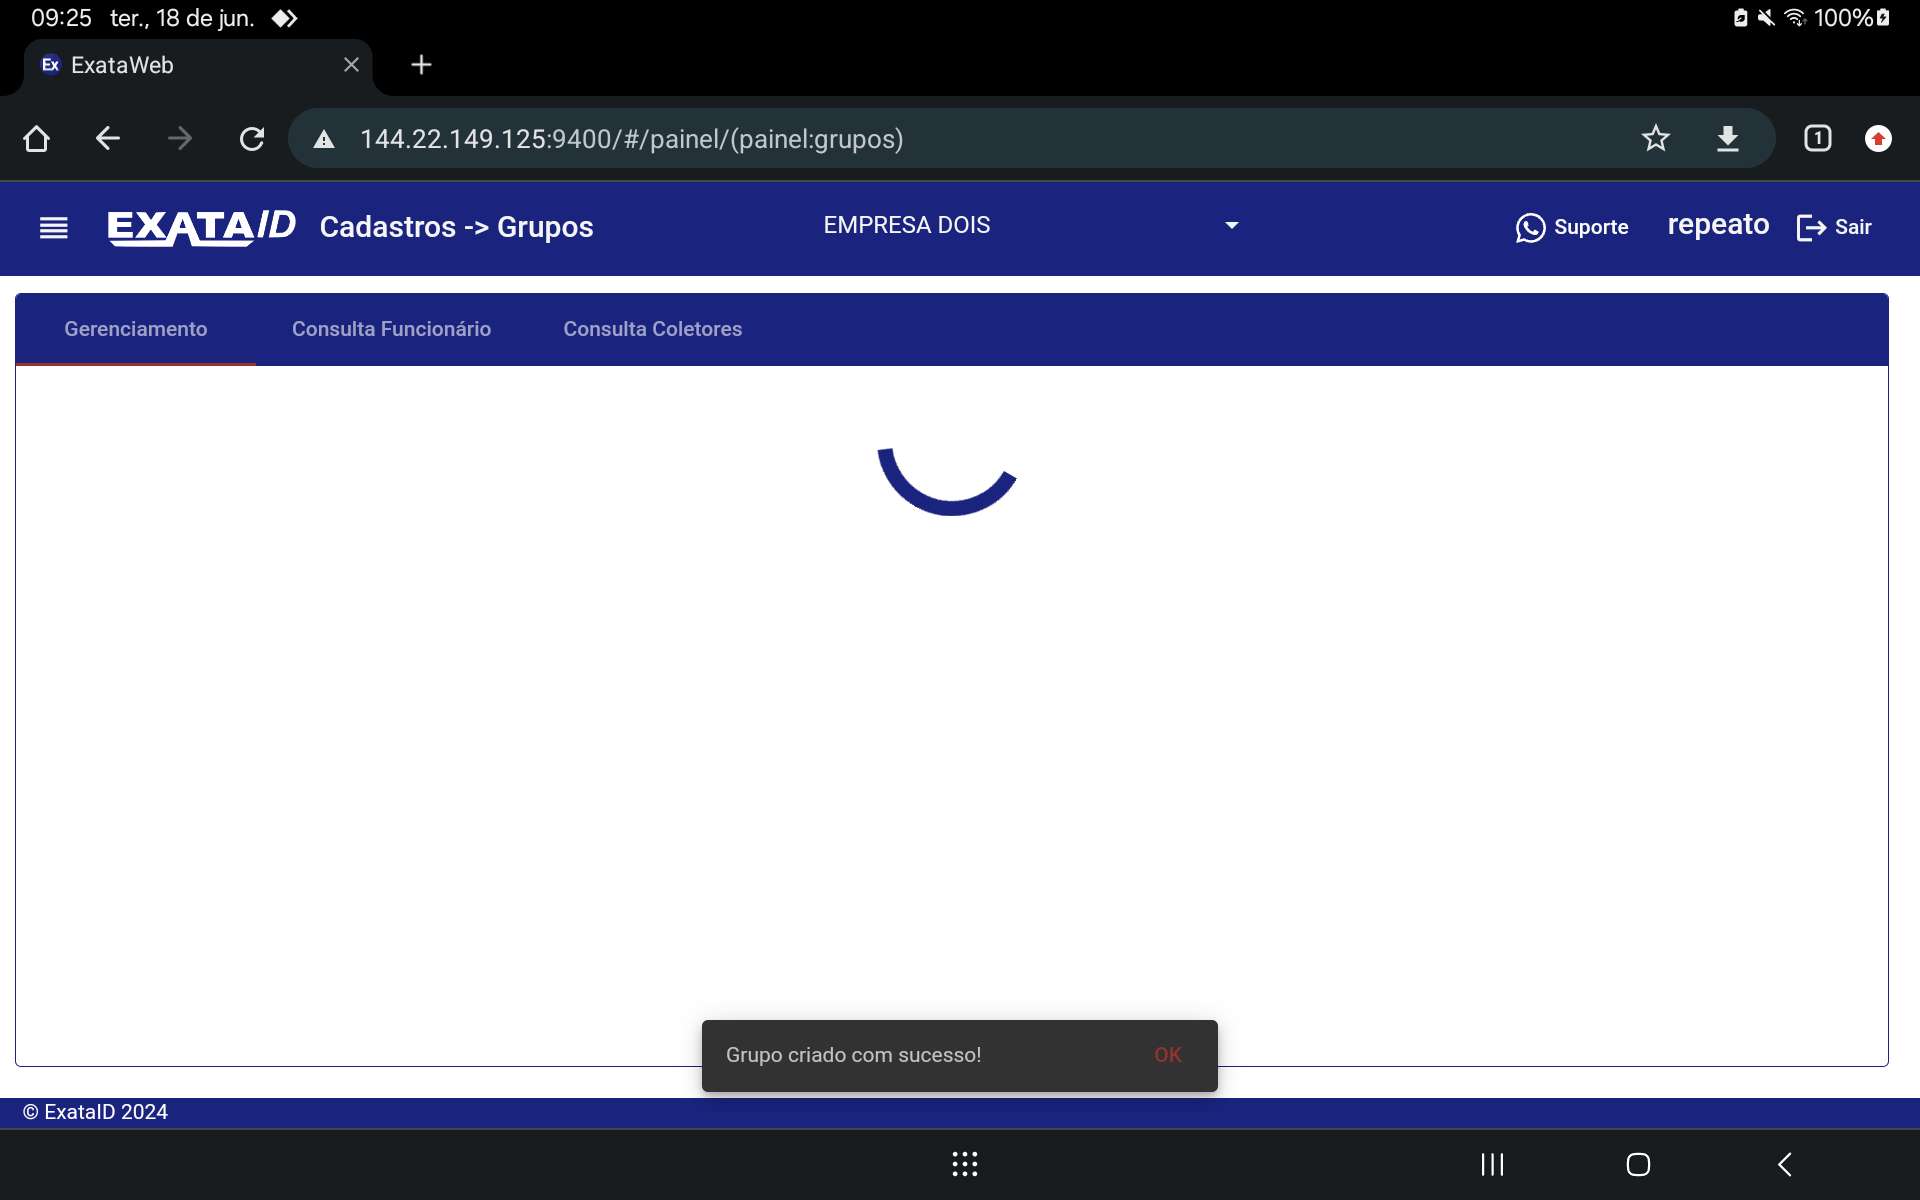 09:25 ter., 18 de jun.
100%
Ex ExataWeb
144.22.149.125:9400/#/painel/(painel:grupos)
1
EXATAID Cadastros -> Grupos
EMPRESA DOIS
Suporte
repeato
Sair
Gerenciamento
Consulta Funcionário
Consulta Coletores
Grupo criado com sucesso! OK
© ExataID 2024